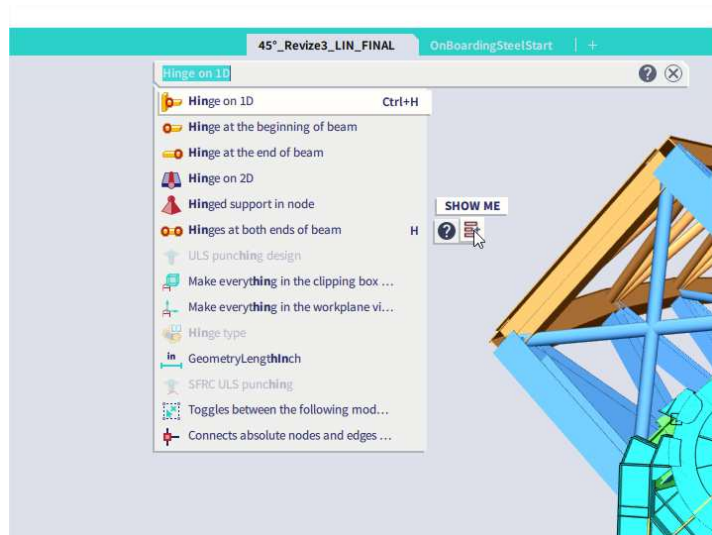 45°_Revize3_LIN_FINAL OnBoardingSteelStart +
Hinge on 1D
Hinge on 1D Ctrl+H
Hinge at the beginning of beam
Hinge at the end of beam
Hinge on 2D
Hinged support in node
SHOW ME
Hinges at both ends of beam H
ULS punching design
Make everything in the clipping box ...
Make everything in the workplane vi...
Hinge type
in GeometryLengthInch
SFRC ULS punching
Toggles between the following mod...
Connects absolute nodes and edges ...